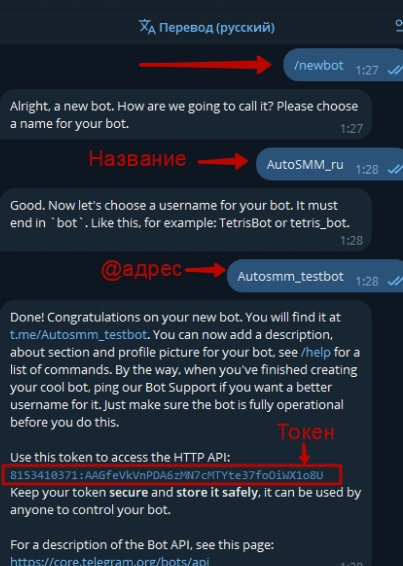 Перевод (русский)
/newbot 1:27
Alright, a new bot. How are we going to call it? Please choose
a name for your bot.
1:27
Название
AutoSMM_ru 1:28
Good. Now let's choose a username for your bot. It must
end in `bot`. Like this, for example: TetrisBot or tetris_bot.
1:28
@адрес
Autosmm_testbot 1:28
Done! Congratulations on your new bot. You will find it at
t.me/Autosmm_testbot. You can now add a description,
about section and profile picture for your bot, see /help for a
list of commands. By the way, when you've finished creating
your cool bot, ping our Bot Support if you want a better
username for it. Just make sure the bot is fully operational
before you do this.
Токен
Use this token to access the HTTP API:
8153410371:AAGfeVkVnPDA6zMN7cMTYte37foOiWX1o8U
Keep your token secure and store it safely, it can be used by
anyone to control your bot.
For a description of the Bot API, see this page:
https://core.telegram.org/bots/api 1:28